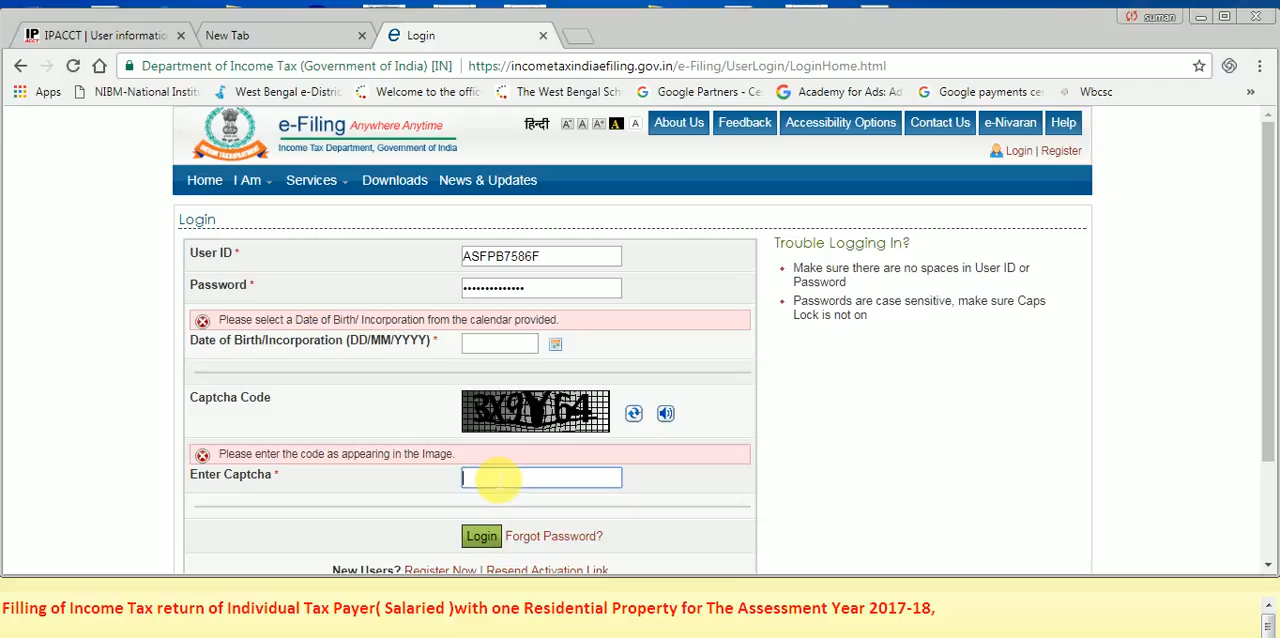 suman
IP ACCT IPACCT | User informatio
New Tab
e Login
Department of Income Tax (Government of India) [IN] https://incometaxindiaefiling.gov.in/e-Filing/UserLogin/LoginHome.html
Apps NIBM-National Instit West Bengal e-Distric Welcome to the offic The West Bengal Sch Google Partners - Ce Academy for Ads: Ad Google payments ce Wbcsc »
e-Filing Anywhere Anytime
Income Tax Department, Government of India
हिन्दी A+ A A+ A A About Us Feedback Accessibility Options Contact Us e-Nivaran Help
Login | Register
Home I Am Services Downloads News & Updates
Login
User ID * ASFPB7586F
Password * ••••••••••••••
Please select a Date of Birth/ Incorporation from the calendar provided.
Date of Birth/Incorporation (DD/MM/YYYY) *
Captcha Code 3X9Y64
Please enter the code as appearing in the Image.
Enter Captcha *
Login Forgot Password?
New Users? Register Now | Resend Activation Link
Trouble Logging In?
Make sure there are no spaces in User ID or
Password
Passwords are case sensitive, make sure Caps
Lock is not on
Filling of Income Tax return of Individual Tax Payer( Salaried )with one Residential Property for The Assessment Year 2017-18,